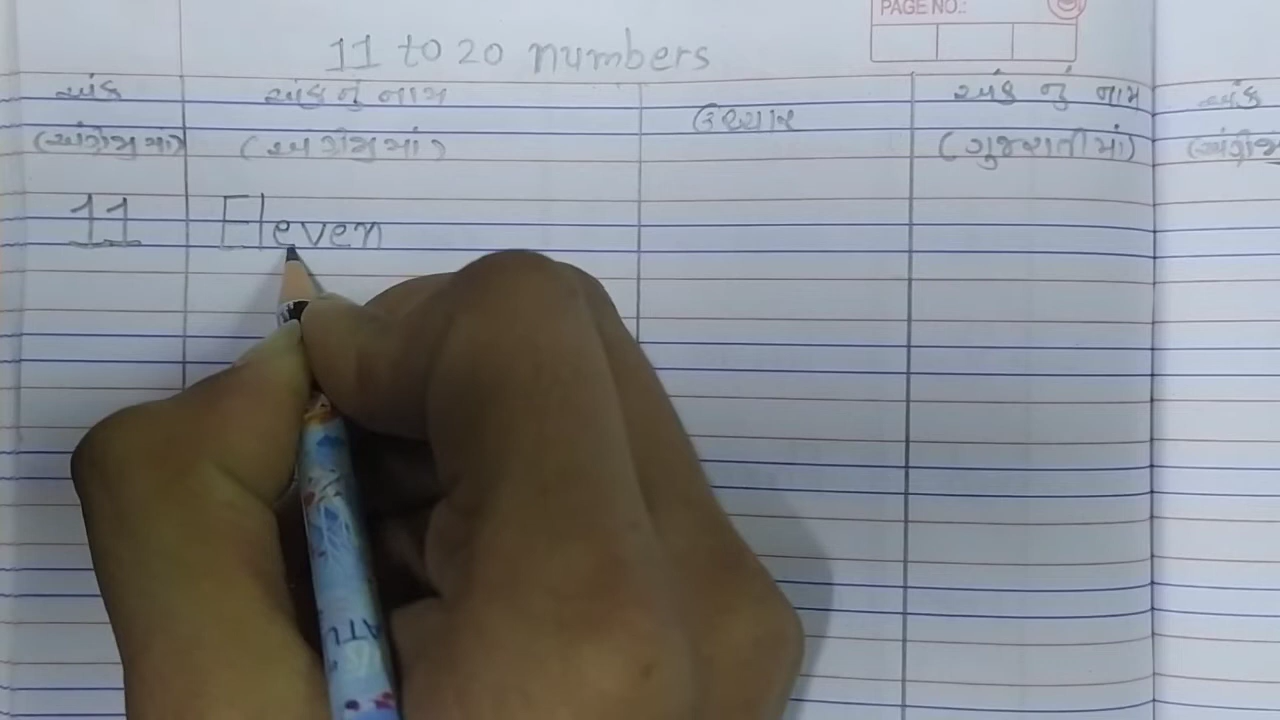 PAGE NO.:
11 to 20 numbers
અંક
(અંગ્રેજીમાં)
અંક નું નામ
(અંગ્રેજીમાં)
ઉચ્ચાર
અંક નું નામ
(ગુજરાતીમાં)
અંક
11 Eleven